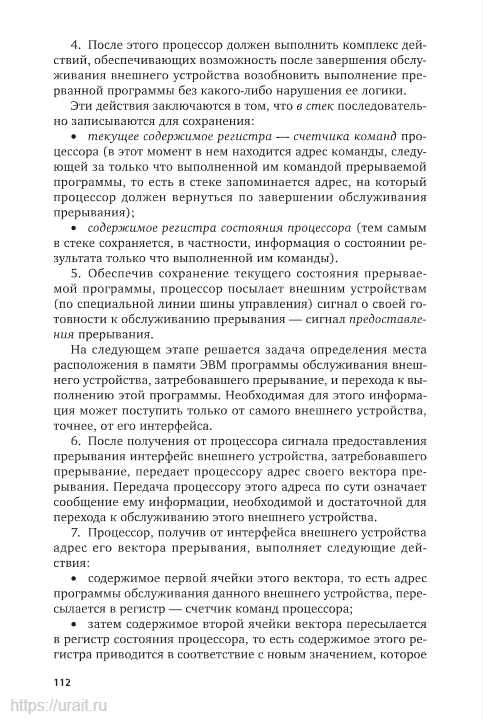 4. После этого процессор должен выполнить комплекс дей-
ствий, обеспечивающих возможность после завершения обслу-
живания внешнего устройства возобновить выполнение пре-
рванной программы без какого-либо нарушения ее логики.
Эти действия заключаются в том, что в стек последователь-
но записываются для сохранения:
• текущее содержимое регистра — счетчика команд про-
цессора (в этот момент в нем находится адрес команды, следу-
ющей за только что выполненной им командой прерываемой
программы, то есть в стеке запоминается адрес, на который
процессор должен вернуться по завершении обслуживания
прерывания);
• содержимое регистра состояния процессора (тем самым
в стеке сохраняется, в частности, информация о состоянии ре-
зультата только что выполненной им команды).
5. Обеспечив сохранение текущего состояния прерывае-
мой программы, процессор посылает внешним устройствам
(по специальной линии шины управления) сигнал о своей го-
товности к обслуживанию прерывания — сигнал предоставле-
ния прерывания.
На следующем этапе решается задача определения места
расположения в памяти ЭВМ программы обслуживания внеш-
него устройства, затребовавшего прерывание, и перехода к вы-
полнению этой программы. Необходимая для этого информа-
ция может поступить только от самого внешнего устройства,
точнее, от его интерфейса.
6. После получения от процессора сигнала предоставления
прерывания интерфейс внешнего устройства, затребовавшего
прерывание, передает процессору адрес своего вектора пре-
рывания. Передача процессору этого адреса по сути означает
сообщение ему информации, необходимой и достаточной для
перехода к обслуживанию этого внешнего устройства.
7. Процессор, получив от интерфейса внешнего устройства
адрес его вектора прерывания, выполняет следующие дей-
ствия:
• содержимое первой ячейки этого вектора, то есть адрес
программы обслуживания данного внешнего устройства, пере-
сылается в регистр — счетчик команд процессора;
• затем содержимое второй ячейки вектора пересылается
в регистр состояния процессора, то есть содержимое этого ре-
гистра приводится в соответствие с новым значением, которое
112
https://urait.ru